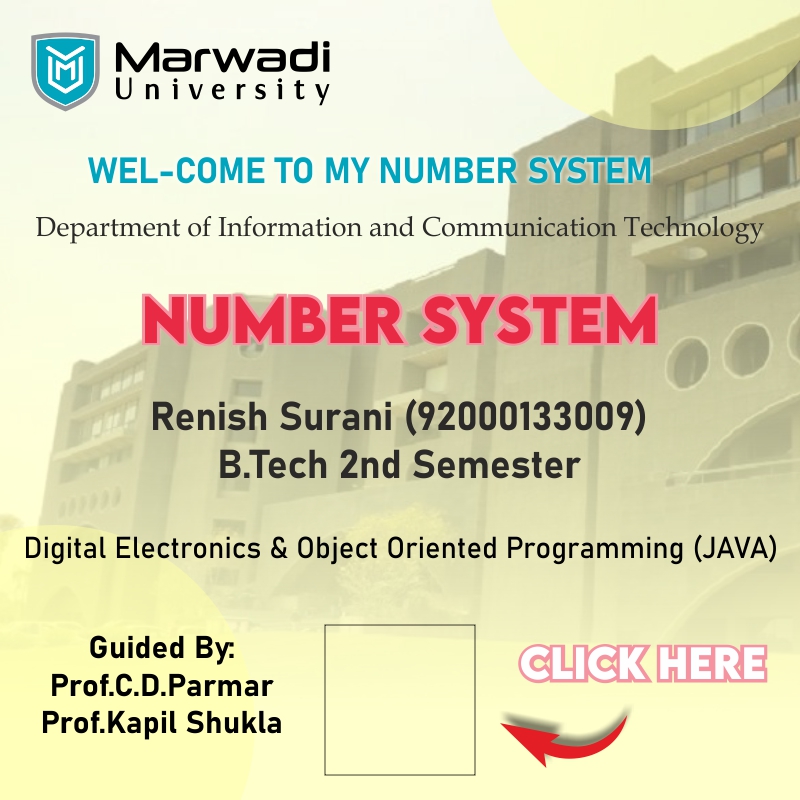 Marwadi
University
WEL-COME TO MY NUMBER SYSTEM
Department of Information and Communication Technology
NUMBER SYSTEM
Renish Surani (92000133009)
B.Tech 2nd Semester
Digital Electronics & Object Oriented Programming (JAVA)
Guided By:
Prof.C.D.Parmar
Prof.Kapil Shukla
CLICK HERE